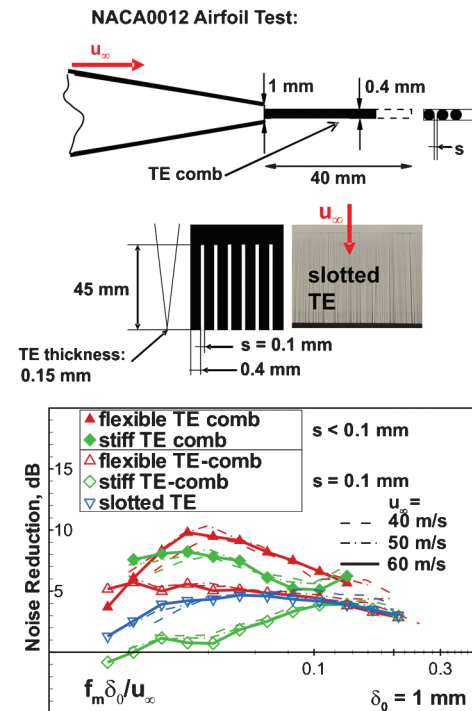 NACA0012 Airfoil Test:
u∞
1 mm
0.4 mm
TE comb
s
40 mm
u∞
slotted
TE
45 mm
TE thickness:
0.15 mm
s = 0.1 mm
0.4 mm
flexible TE comb
stiff TE comb
s < 0.1 mm
flexible TE-comb
stiff TE-comb
slotted TE
s = 0.1 mm
u∞=
40 m/s
50 m/s
60 m/s
Noise Reduction, dB
15
10
5
0.1
0.3
fmδ0/u∞
δ0 = 1 mm